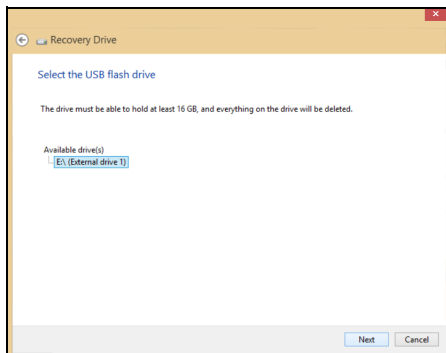 Recovery Drive
Select the USB flash drive
The drive must be able to hold at least 16 GB, and everything on the drive will be deleted.
Available drive(s)
E:\ (External drive 1)
Next Cancel